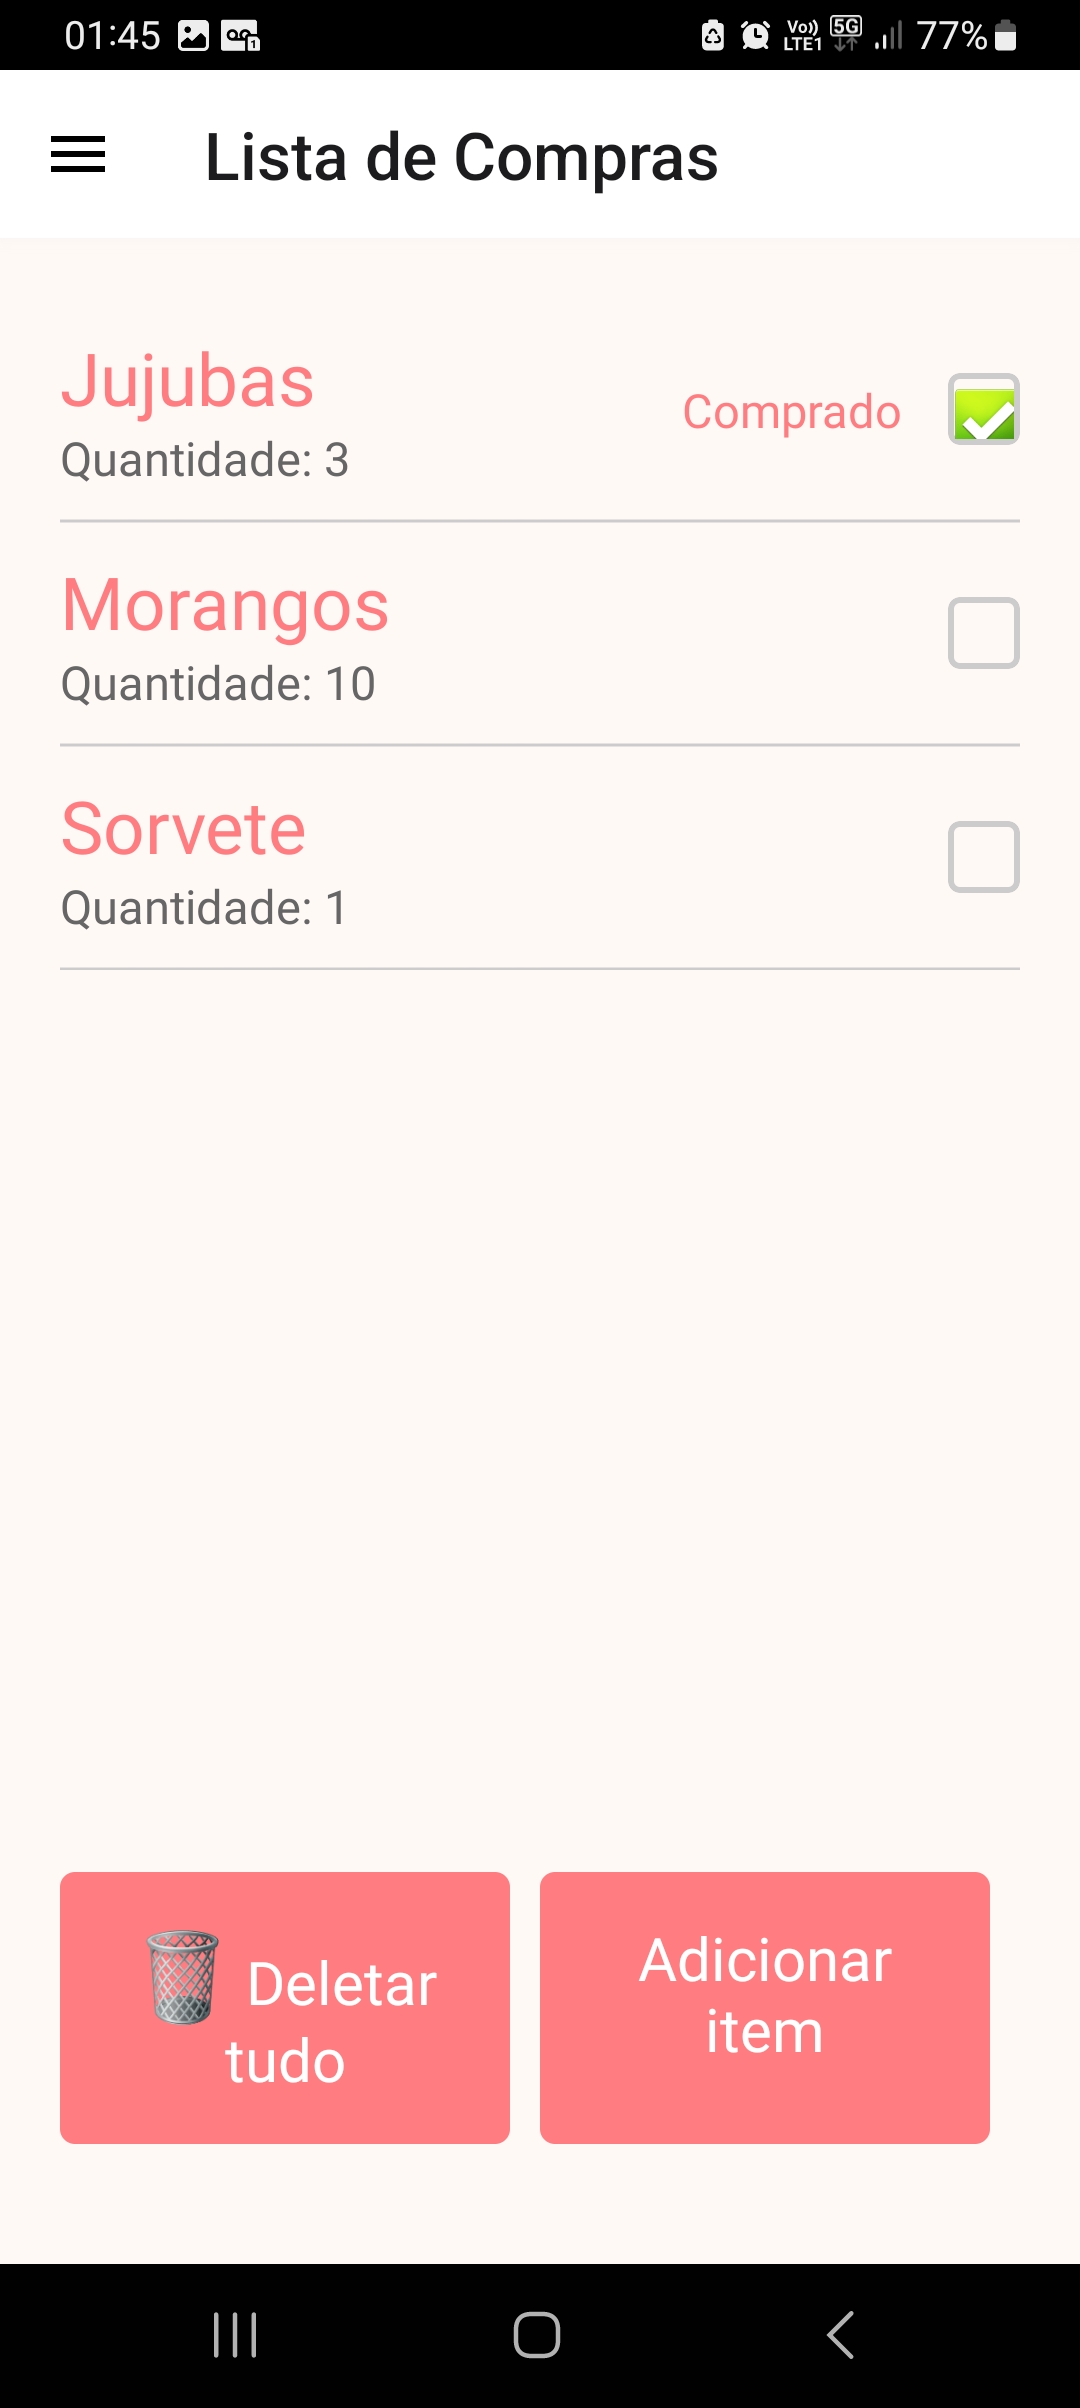 01:45
Vo)) LTE1 5G 77%
Lista de Compras
Jujubas
Comprado
Quantidade: 3
Morangos
Quantidade: 10
Sorvete
Quantidade: 1
Deletar
tudo
Adicionar
item